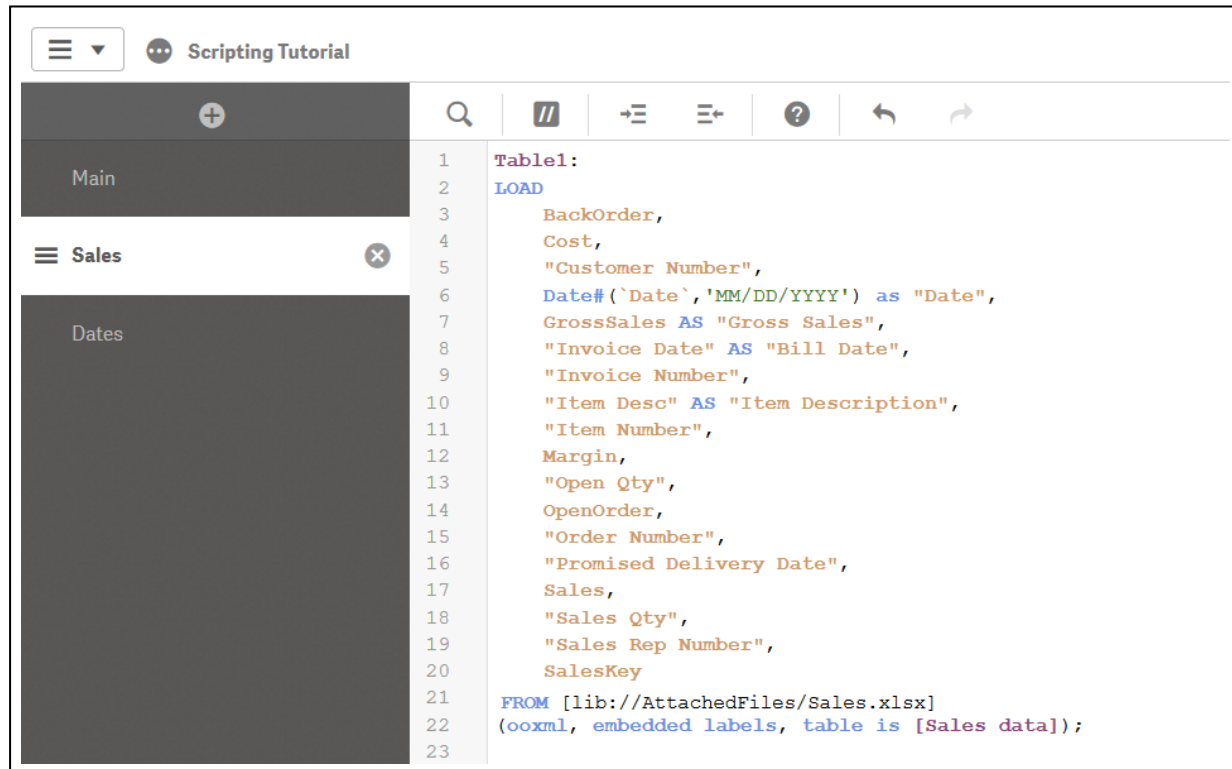 Scripting Tutorial
Main
Sales
Dates
1 Table1:
2 LOAD
3 BackOrder,
4 Cost,
5 "Customer Number",
6 Date#(`Date`,'MM/DD/YYYY') as "Date",
7 GrossSales AS "Gross Sales",
8 "Invoice Date" AS "Bill Date",
9 "Invoice Number",
10 "Item Desc" AS "Item Description",
11 "Item Number",
12 Margin,
13 "Open Qty",
14 OpenOrder,
15 "Order Number",
16 "Promised Delivery Date",
17 Sales,
18 "Sales Qty",
19 "Sales Rep Number",
20 SalesKey
21 FROM [lib://AttachedFiles/Sales.xlsx]
22 (ooxml, embedded labels, table is [Sales data]);
23